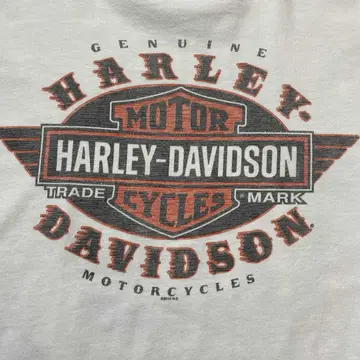 GENUINE
HARLEY
MOTOR
HARLEY-DAVIDSON
TRADE MARK
CYCLES
DAVIDSON
MOTORCYCLES